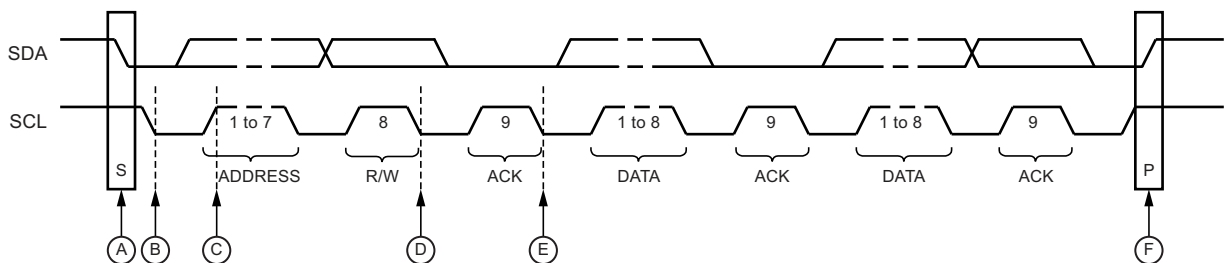 SDA
SCL
1 to 7
8
9
1 to 8
9
1 to 8
9
S
ADDRESS
R/W
ACK
DATA
ACK
DATA
ACK
P
A
B
C
D
E
F